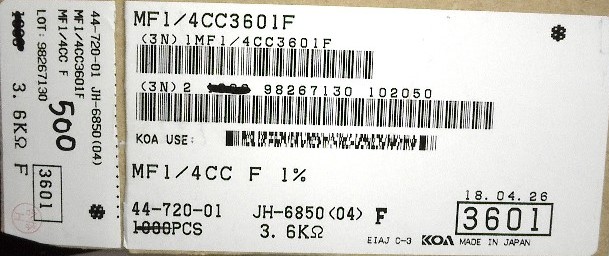 44-720-01 JH-6850(04)
MF1/4CC3601F
MF1/4CC F 500
LOT: 98267130
3.6KΩ F 3601
MF1/4CC3601F
(3N)1MF1/4CC3601F
(3N)2 98267130 102050
KOA USE:
MF1/4CC F 1%
18.04.26
44-720-01 JH-6850(04) F 3601
1000PCS 3.6KΩ
EIAJ C-3 KOA MADE IN JAPAN